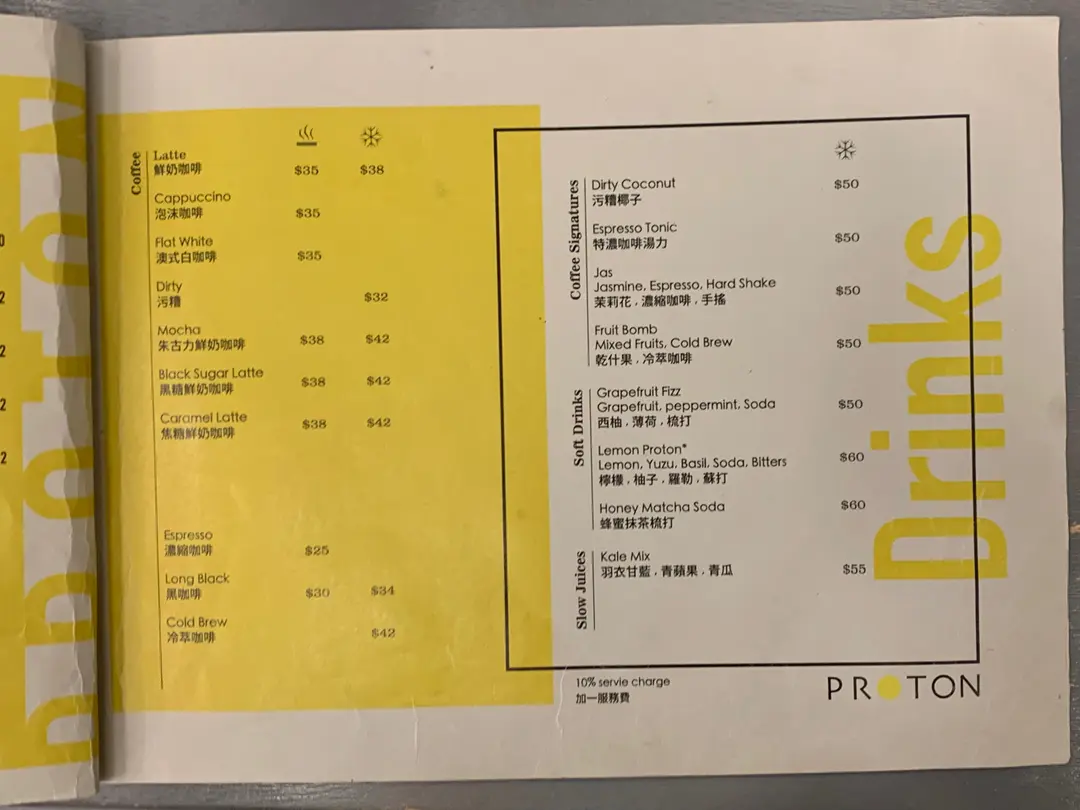 0
2
2
2
2
Coffee
Latte
鮮奶咖啡 $35 $38
Cappuccino
泡沫咖啡 $35
Flat White
澳式白咖啡 $35
Dirty
污糟 $32
Mocha
朱古力鮮奶咖啡 $38 $42
Black Sugar Latte
黑糖鮮奶咖啡 $38 $42
Caramel Latte
焦糖鮮奶咖啡 $38 $42
Espresso
濃縮咖啡 $25
Long Black
黑咖啡 $30 $34
Cold Brew
冷萃咖啡 $42
Coffee Signatures
Dirty Coconut $50
污糟椰子
Espresso Tonic $50
特濃咖啡湯力
Jas
Jasmine, Espresso, Hard Shake $50
茉莉花，濃縮咖啡，手搖
Fruit Bomb
Mixed Fruits, Cold Brew $50
乾什果，冷萃咖啡
Soft Drinks
Grapefruit Fizz
Grapefruit, peppermint, Soda $50
西柚，薄荷，梳打
Lemon Proton*
Lemon, Yuzu, Basil, Soda, Bitters $60
檸檬，柚子，羅勒，蘇打
Honey Matcha Soda $60
蜂蜜抹茶梳打
Slow Juices
Kale Mix
羽衣甘藍，青蘋果，青瓜 $55
Drinks
10% servie charge
加一服務費
PROTON